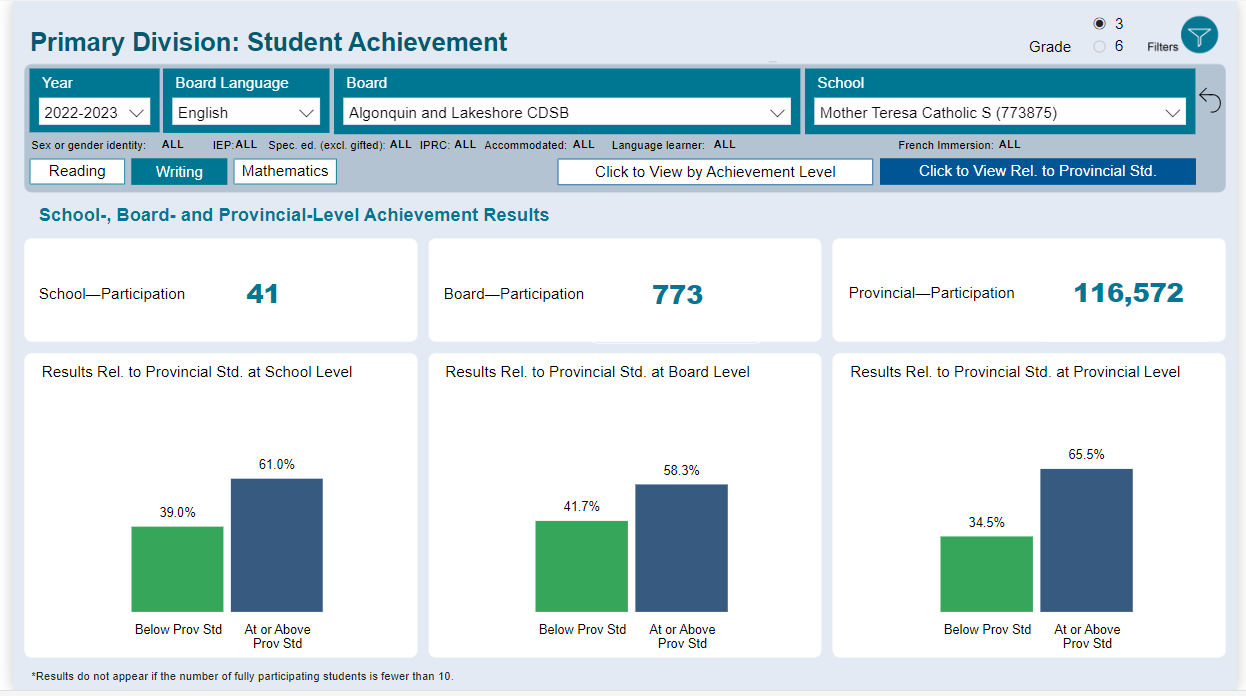 Primary Division: Student Achievement
Grade
3
6
Filters
Year
2022-2023
Board Language
English
Board
Algonquin and Lakeshore CDSB
School
Mother Teresa Catholic S (773875)
Sex or gender identity: ALL IEP:ALL Spec. ed. (excl. gifted): ALL IPRC: ALL Accommodated: ALL Language learner: ALL French Immersion: ALL
Reading Writing Mathematics Click to View by Achievement Level Click to View Rel. to Provincial Std.
School-, Board- and Provincial-Level Achievement Results
School—Participation 41
Board—Participation 773
Provincial—Participation 116,572
Results Rel. to Provincial Std. at School Level
39.0%
61.0%
Below Prov Std
At or Above
Prov Std
Results Rel. to Provincial Std. at Board Level
41.7%
58.3%
Below Prov Std
At or Above
Prov Std
Results Rel. to Provincial Std. at Provincial Level
34.5%
65.5%
Below Prov Std
At or Above
Prov Std
*Results do not appear if the number of fully participating students is fewer than 10.